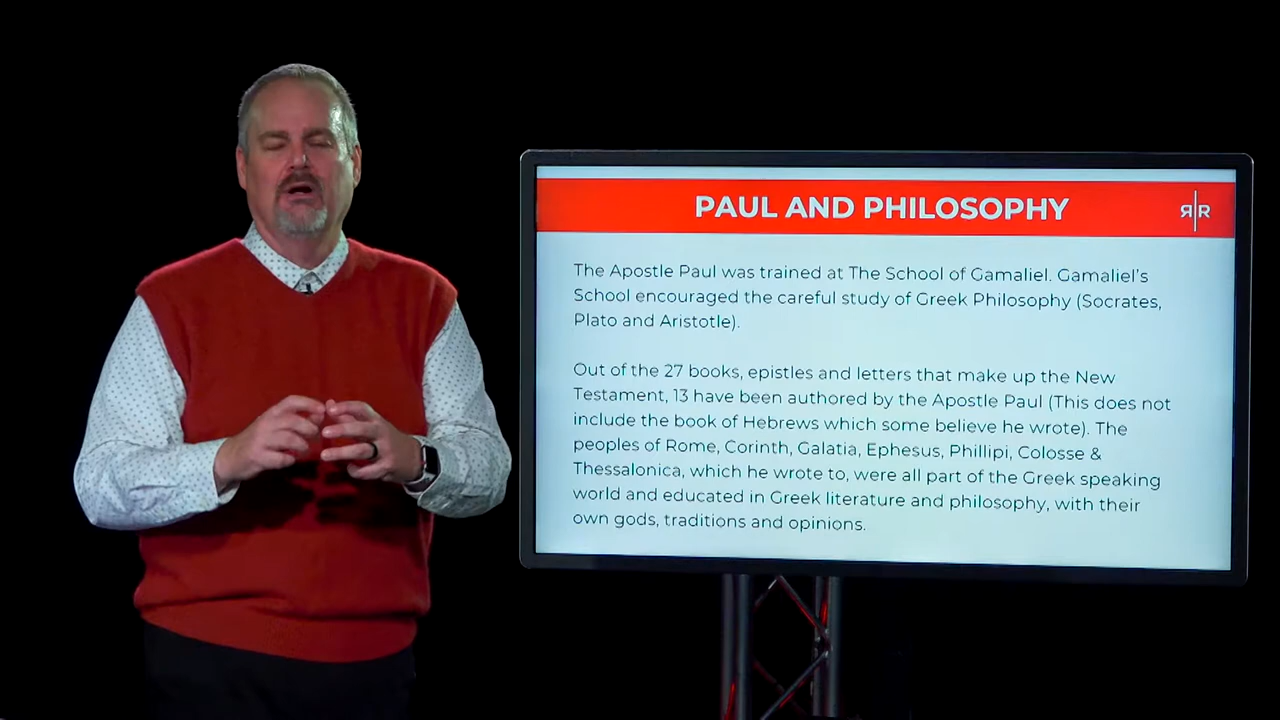 PAUL AND PHILOSOPHY
ЯR
The Apostle Paul was trained at The School of Gamaliel. Gamaliel's
School encouraged the careful study of Greek Philosophy (Socrates,
Plato and Aristotle).
Out of the 27 books, epistles and letters that make up the New
Testament, 13 have been authored by the Apostle Paul (This does not
include the book of Hebrews which some believe he wrote). The
peoples of Rome, Corinth, Galatia, Ephesus, Phillipi, Colosse &
Thessalonica, which he wrote to, were all part of the Greek speaking
world and educated in Greek literature and philosophy, with their
own gods, traditions and opinions.